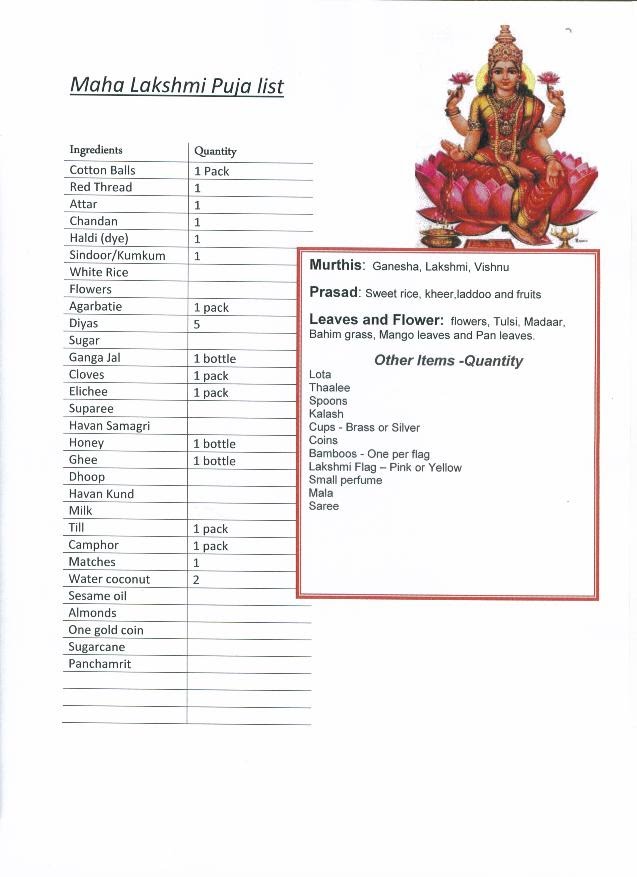 Maha Lakshmi Puja list
Ingredients Quantity
Cotton Balls 1 Pack
Red Thread 1
Attar 1
Chandan 1
Haldi (dye) 1
Sindoor/Kumkum 1
White Rice
Flowers
Agarbatie 1 pack
Diyas 5
Sugar
Ganga Jal 1 bottle
Cloves 1 pack
Elichee 1 pack
Suparee
Havan Samagri
Honey 1 bottle
Ghee 1 bottle
Dhoop
Havan Kund
Milk
Till 1 pack
Camphor 1 pack
Matches 1
Water coconut 2
Sesame oil
Almonds
One gold coin
Sugarcane
Panchamrit
Murthis: Ganesha, Lakshmi, Vishnu
Prasad: Sweet rice, kheer,laddoo and fruits
Leaves and Flower: flowers, Tulsi, Madaar,
Bahim grass, Mango leaves and Pan leaves.
Other Items -Quantity
Lota
Thaalee
Spoons
Kalash
Cups - Brass or Silver
Coins
Bamboos - One per flag
Lakshmi Flag – Pink or Yellow
Small perfume
Mala
Saree